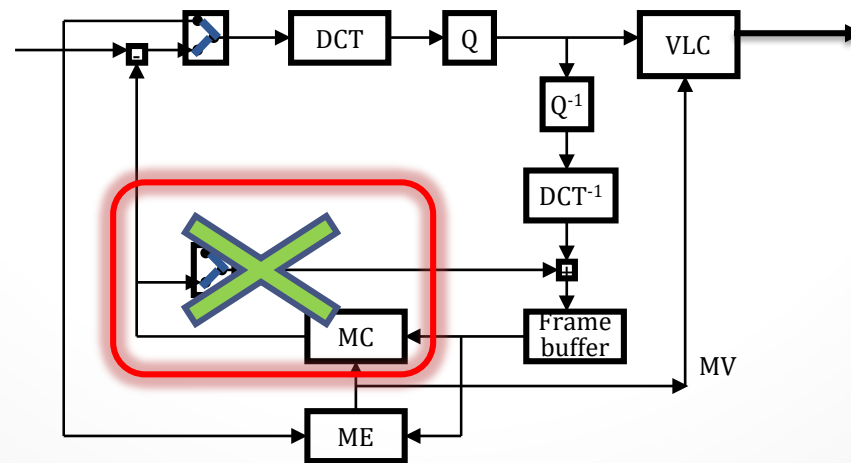 DCT
Q
VLC
-
Q-1
DCT-1
+
MC
Frame
buffer
MV
ME